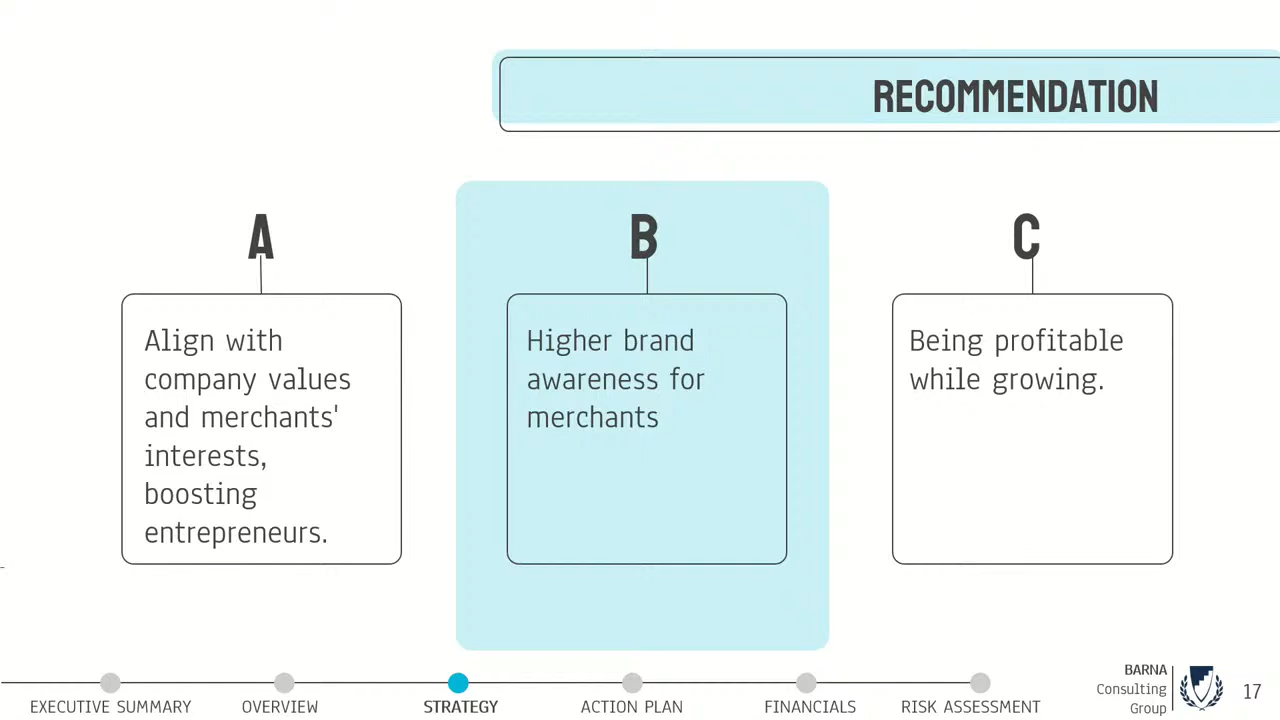 RECOMMENDATION
A
Align with
company values
and merchants'
interests,
boosting
entrepreneurs.
B
Higher brand
awareness for
merchants
C
Being profitable
while growing.
EXECUTIVE SUMMARY
OVERVIEW
STRATEGY
ACTION PLAN
FINANCIALS
RISK ASSESSMENT
BARNA
Consulting
Group
17